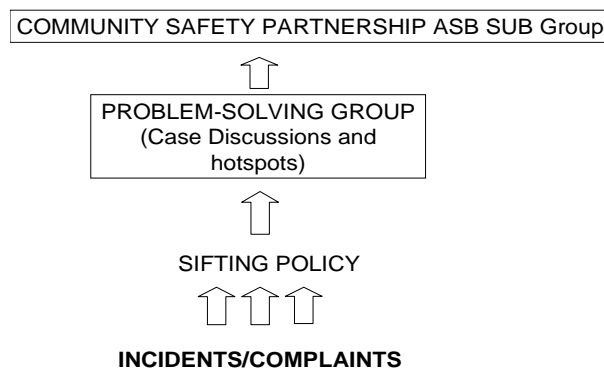 COMMUNITY SAFETY PARTNERSHIP ASB SUB Group
PROBLEM-SOLVING GROUP
(Case Discussions and
hotspots)
SIFTING POLICY
INCIDENTS/COMPLAINTS